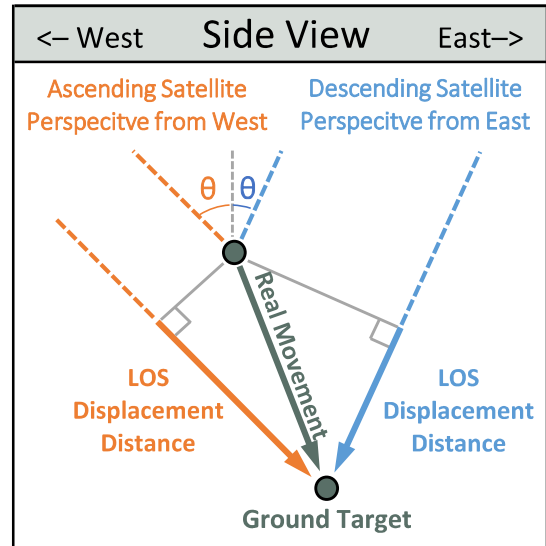 <– West Side View East–>
Ascending Satellite
Perspecitve from West
Descending Satellite
Perspecitve from East
θ θ
Real Movement
LOS
Displacement
Distance
LOS
Displacement
Distance
Ground Target